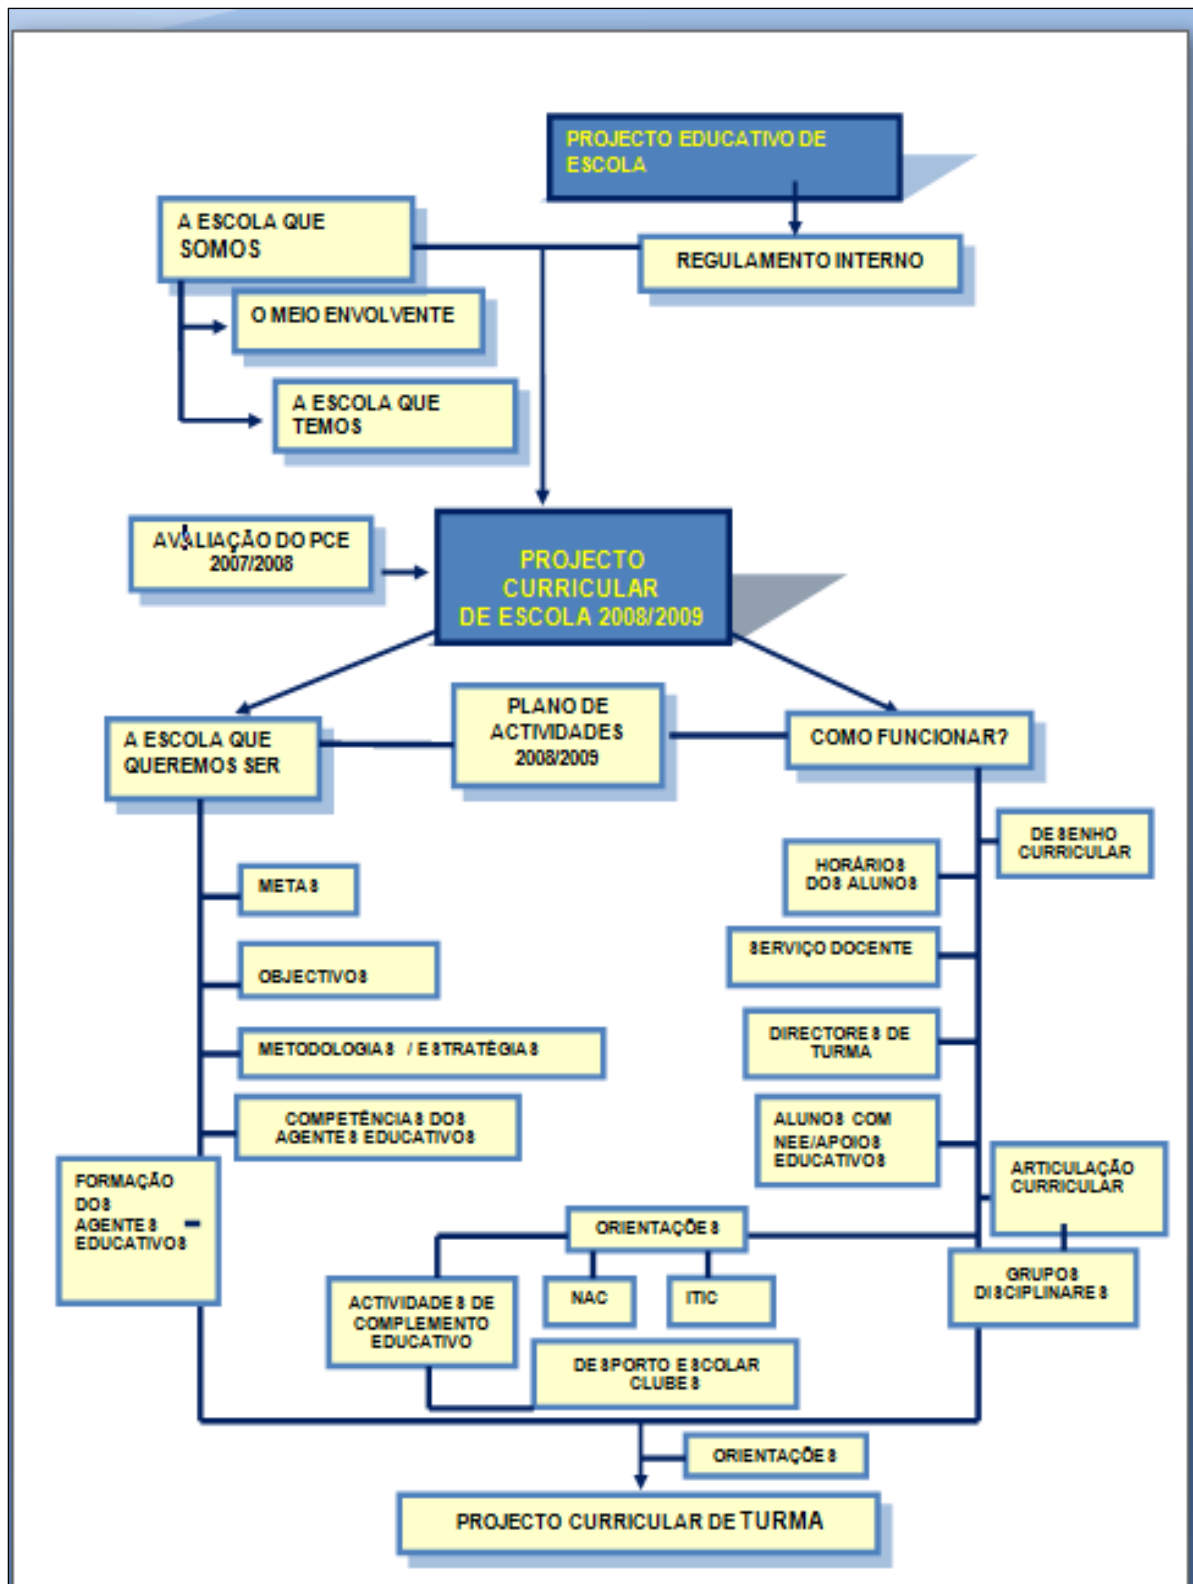 PROJECTO EDUCATIVO DE
ESCOLA
A ESCOLA QUE
SOMOS
REGULAMENTO INTERNO
O MEIO ENVOLVENTE
A ESCOLA QUE
TEMOS
AVALIAÇÃO DO PCE
2007/2008
PROJECTO
CURRICULAR
DE ESCOLA 2008/2009
A ESCOLA QUE
QUEREMOS SER
PLANO DE
ACTIVIDADES
2008/2009
COMO FUNCIONAR?
DESENHO
CURRICULAR
HORÁRIOS
DOS ALUNOS
METAS
SERVIÇO DOCENTE
OBJECTIVOS
DIRECTORES DE
TURMA
METODOLOGIAS / ESTRATÉGIAS
COMPETÊNCIAS DOS
AGENTES EDUCATIVOS
ALUNOS COM
NEE/APOIOS
EDUCATIVOS
ARTICULAÇÃO
CURRICULAR
FORMAÇÃO
DOS
AGENTES
EDUCATIVOS
ORIENTAÇÕES
GRUPOS
DISCIPLINARES
NAC
ITIC
ACTIVIDADES DE
COMPLEMENTO
EDUCATIVO
DESPORTO ESCOLAR
CLUBES
ORIENTAÇÕES
PROJECTO CURRICULAR DE TURMA